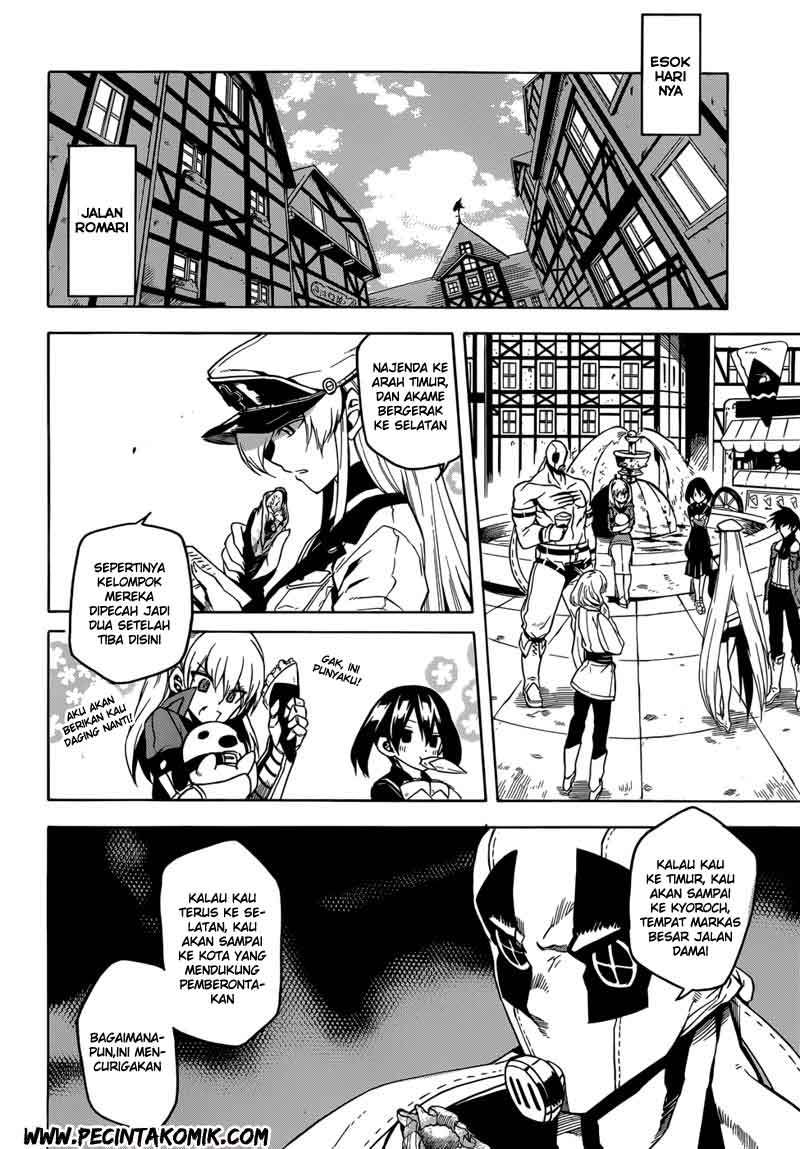 ESOK
HARI
NYA
JALAN
ROMARI
NAJENDA KE
ARAH TIMUR,
DAN AKAME
BERGERAK
KE SELATAN
SEPERTINYA
KELOMPOK
MEREKA
DIPECAH JADI
DUA SETELAH
TIBA DISINI
AKU AKAN
BERIKAN KAU
DAGING NANTI!
GAK, INI
PUNYAKU!
KALAU KAU
KE TIMUR, KAU
AKAN SAMPAI
KE KYOROCH,
TEMPAT MARKAS
BESAR JALAN
DAMAI
KALAU KAU
TERUS KE SE-
LATAN, KAU
AKAN SAMPAI
KE KOTA YANG
MENDUKUNG
PEMBERONTA-
KAN
BAGAIMANA-
PUN,INI MEN-
CURIGAKAN
WWW.PECINTAKOMIK.COM